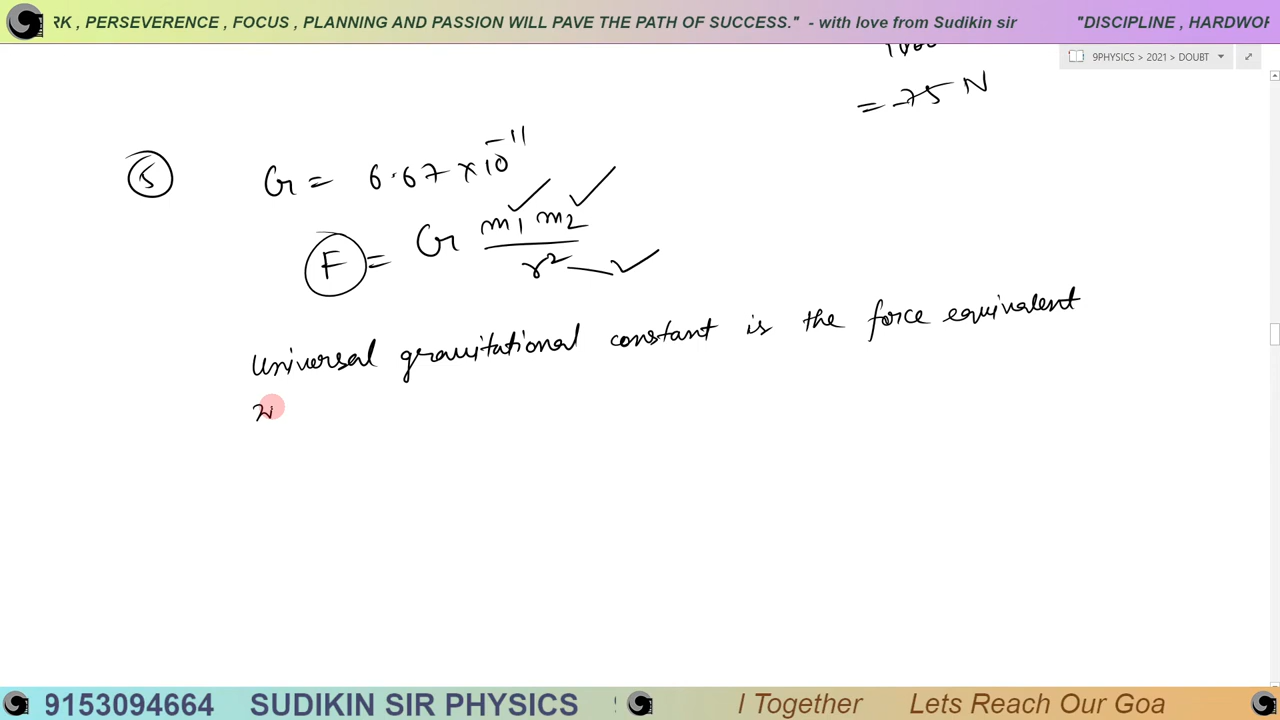 RK , PERSEVERENCE , FOCUS , PLANNING AND PASSION WILL PAVE THE PATH OF SUCCESS." - with love from Sudikin sir "DISCIPLINE , HARDWOR
9PHYSICS > 2021 > DOUBT
= 75 N
5
G = 6.67 × 10⁻¹¹
F = G m₁ m₂ / r²
Universal gravitational constant is the force equivalent
9153094664 SUDIKIN SIR PHYSICS I Together Lets Reach Our Goa